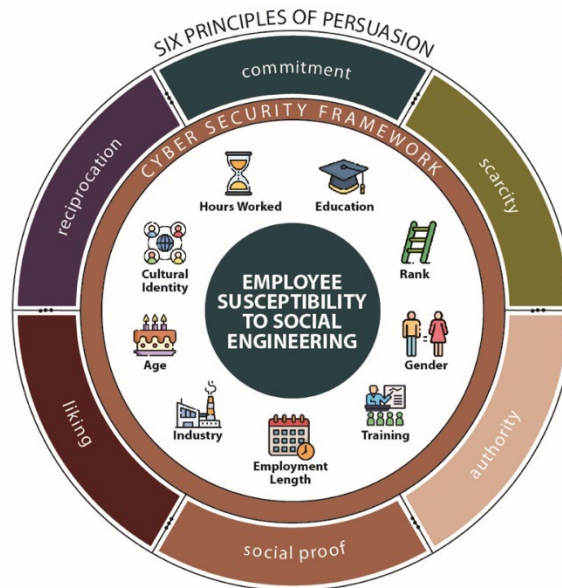 SIX PRINCIPLES OF PERSUASION
commitment
scarcity
authority
social proof
liking
reciprocation
CYBER SECURITY FRAMEWORK
Hours Worked
Education
Rank
Gender
Training
Employment
Length
Industry
Age
Cultural
Identity
EMPLOYEE
SUSCEPTIBILITY
TO SOCIAL
ENGINEERING